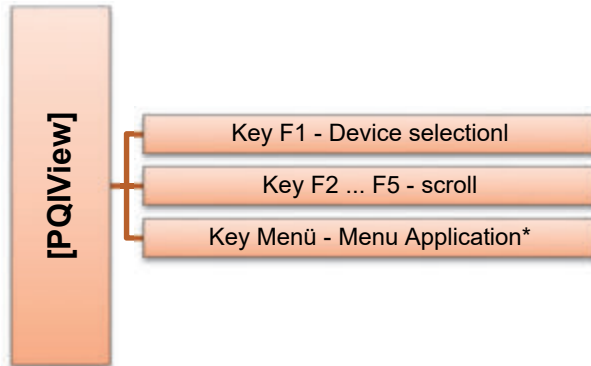 [PQIView]
Key F1 - Device selectionl
Key F2 ... F5 - scroll
Key Menü - Menu Application*